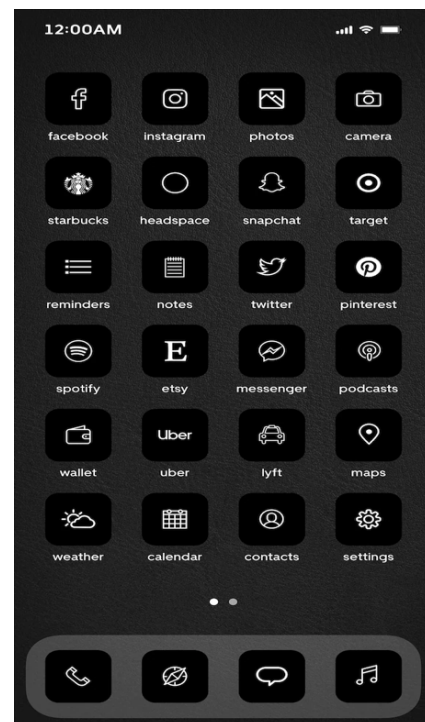 12:00AM
facebook instagram photos camera
starbucks headspace snapchat target
reminders notes twitter pinterest
E
spotify etsy messenger podcasts
Uber
wallet uber lyft maps
weather calendar contacts settings